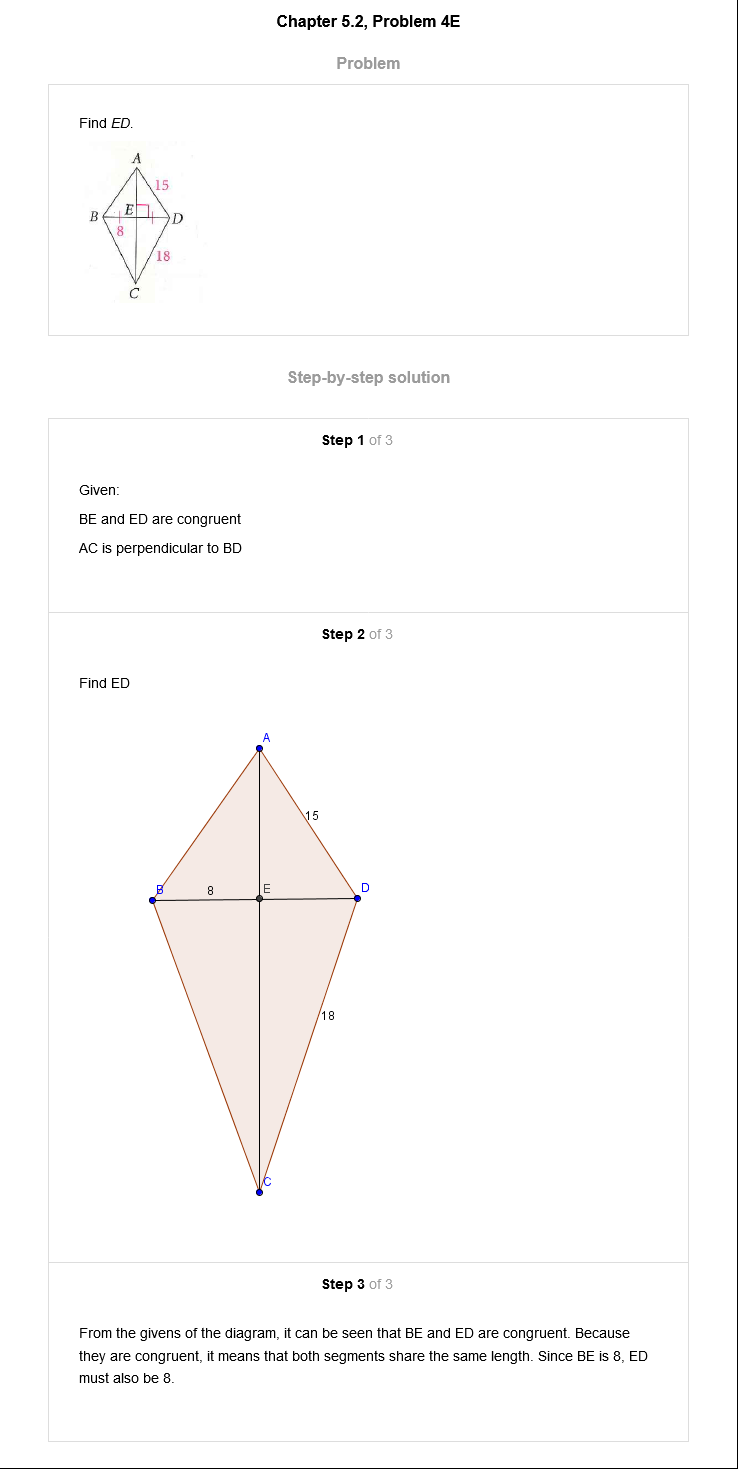 Chapter 5.2, Problem 4E
Problem
Find ED.
A
15
B
E
D
8
18
C
Step-by-step solution
Step 1 of 3
Given:
BE and ED are congruent
AC is perpendicular to BD
Step 2 of 3
Find ED
A
15
B
8
E
D
18
C
Step 3 of 3
From the givens of the diagram, it can be seen that BE and ED are congruent. Because
they are congruent, it means that both segments share the same length. Since BE is 8, ED
must also be 8.